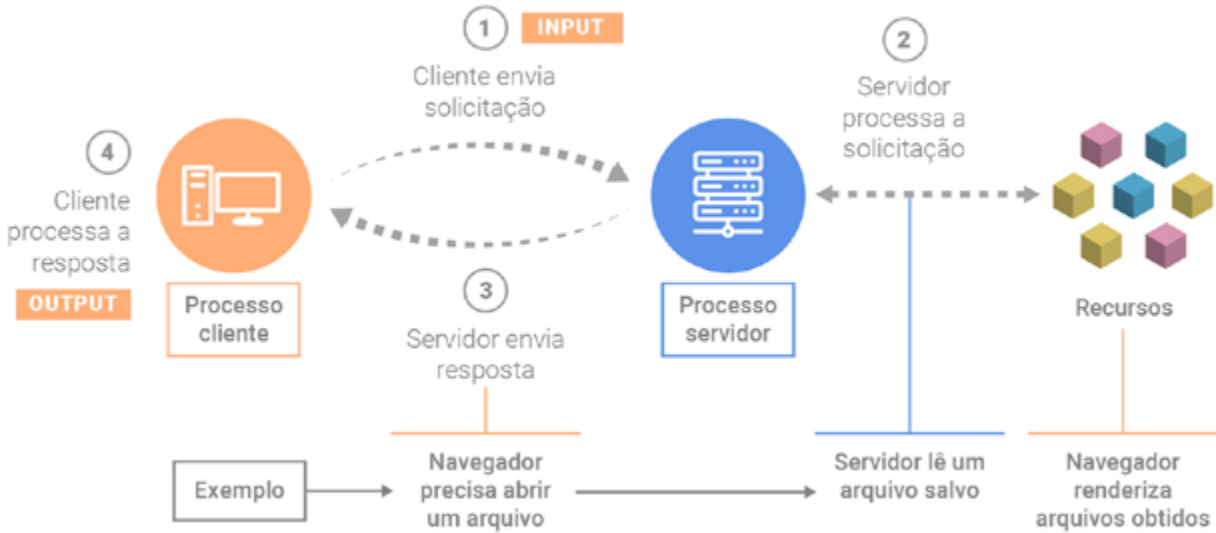 1 INPUT
Cliente envia
solicitação
2
Servidor
processa a
solicitação
4
Cliente
processa a
resposta
OUTPUT
Processo
cliente
3
Servidor envia
resposta
Processo
servidor
Recursos
Exemplo
Navegador
precisa abrir
um arquivo
Servidor lê um
arquivo salvo
Navegador
renderiza
arquivos obtidos